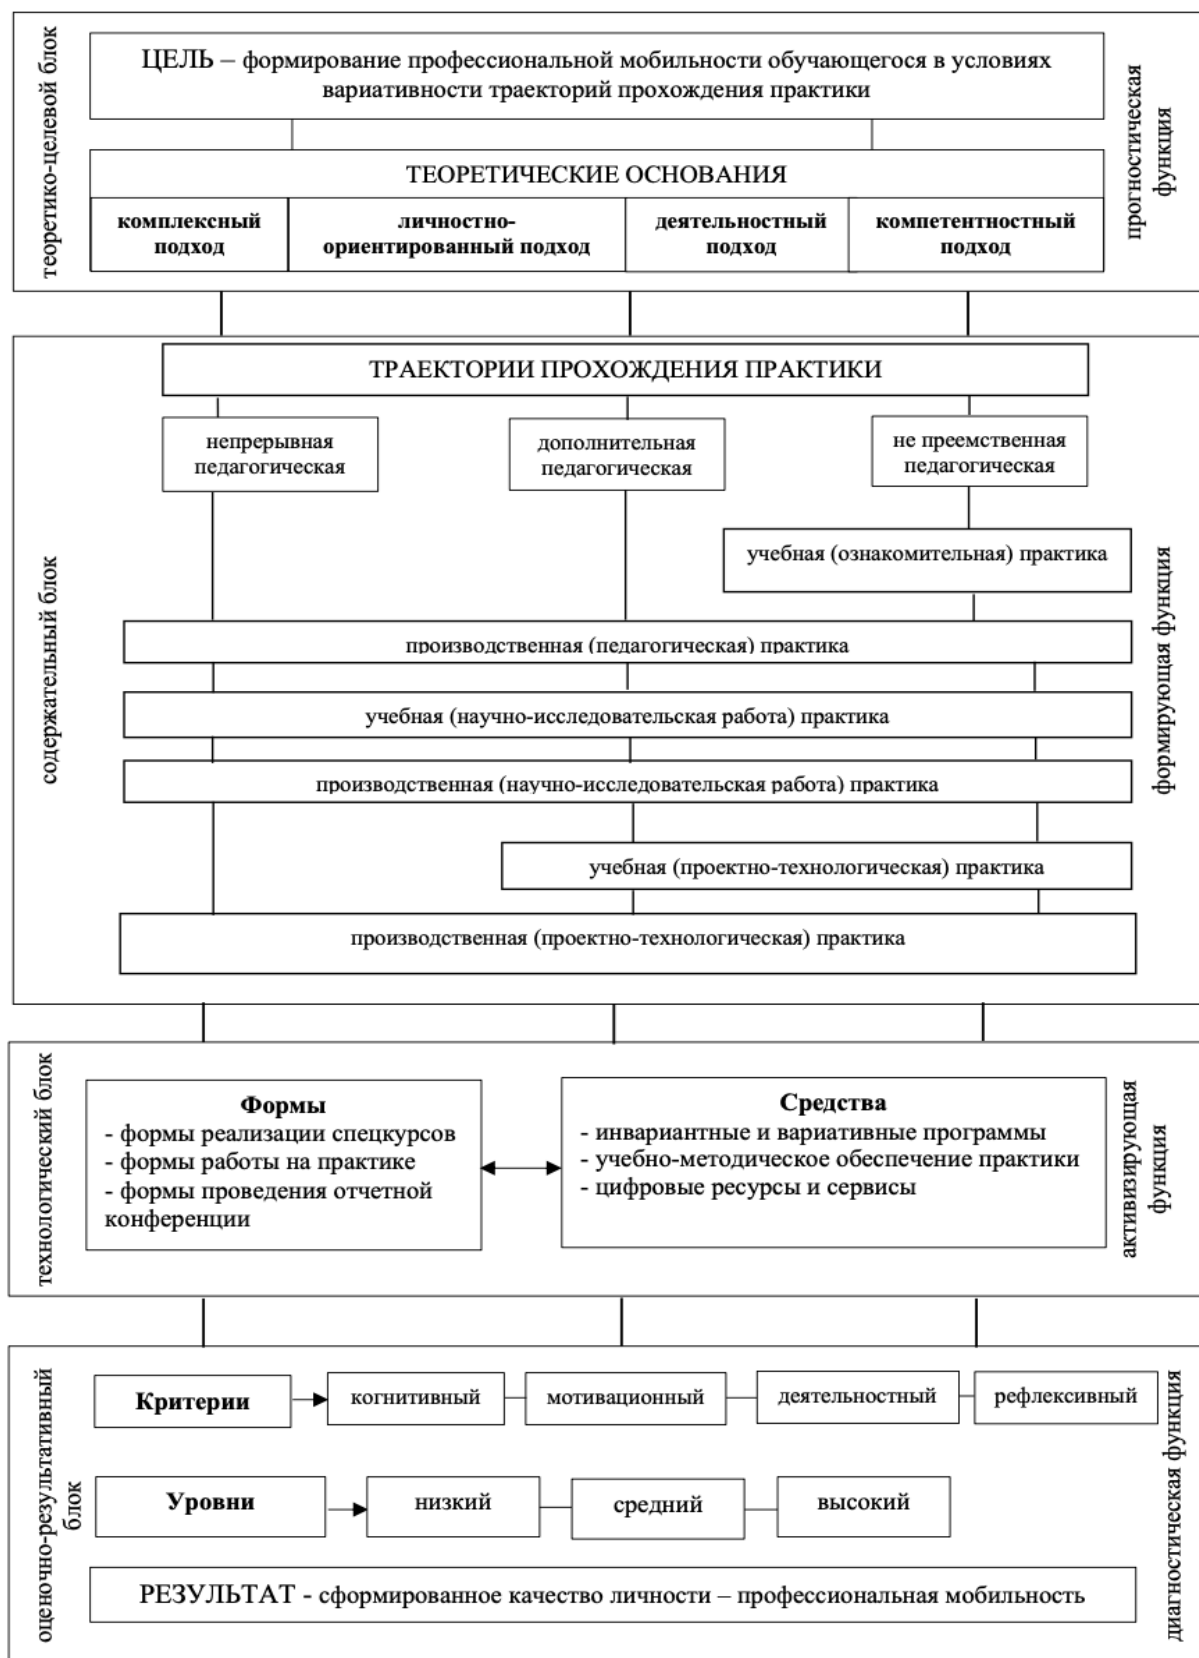 теоретико-целевой блок
ЦЕЛЬ – формирование профессиональной мобильности обучающегося в условиях
вариативности траекторий прохождения практики
ТЕОРЕТИЧЕСКИЕ ОСНОВАНИЯ
комплексный
подход
личностно-
ориентированный подход
деятельностный
подход
компетентностный
подход
прогностическая
функция
содержательный блок
ТРАЕКТОРИИ ПРОХОЖДЕНИЯ ПРАКТИКИ
непрерывная
педагогическая
дополнительная
педагогическая
не преемственная
педагогическая
учебная (ознакомительная) практика
производственная (педагогическая) практика
учебная (научно-исследовательская работа) практика
производственная (научно-исследовательская работа) практика
учебная (проектно-технологическая) практика
производственная (проектно-технологическая) практика
формирующая функция
технологический блок
Формы
- формы реализации спецкурсов
- формы работы на практике
- формы проведения отчетной
конференции
Средства
- инвариантные и вариативные программы
- учебно-методическое обеспечение практики
- цифровые ресурсы и сервисы
активизирующая
функция
оценочно-результативный
блок
Критерии
когнитивный
мотивационный
деятельностный
рефлексивный
Уровни
низкий
средний
высокий
РЕЗУЛЬТАТ - сформированное качество личности – профессиональная мобильность
диагностическая функция